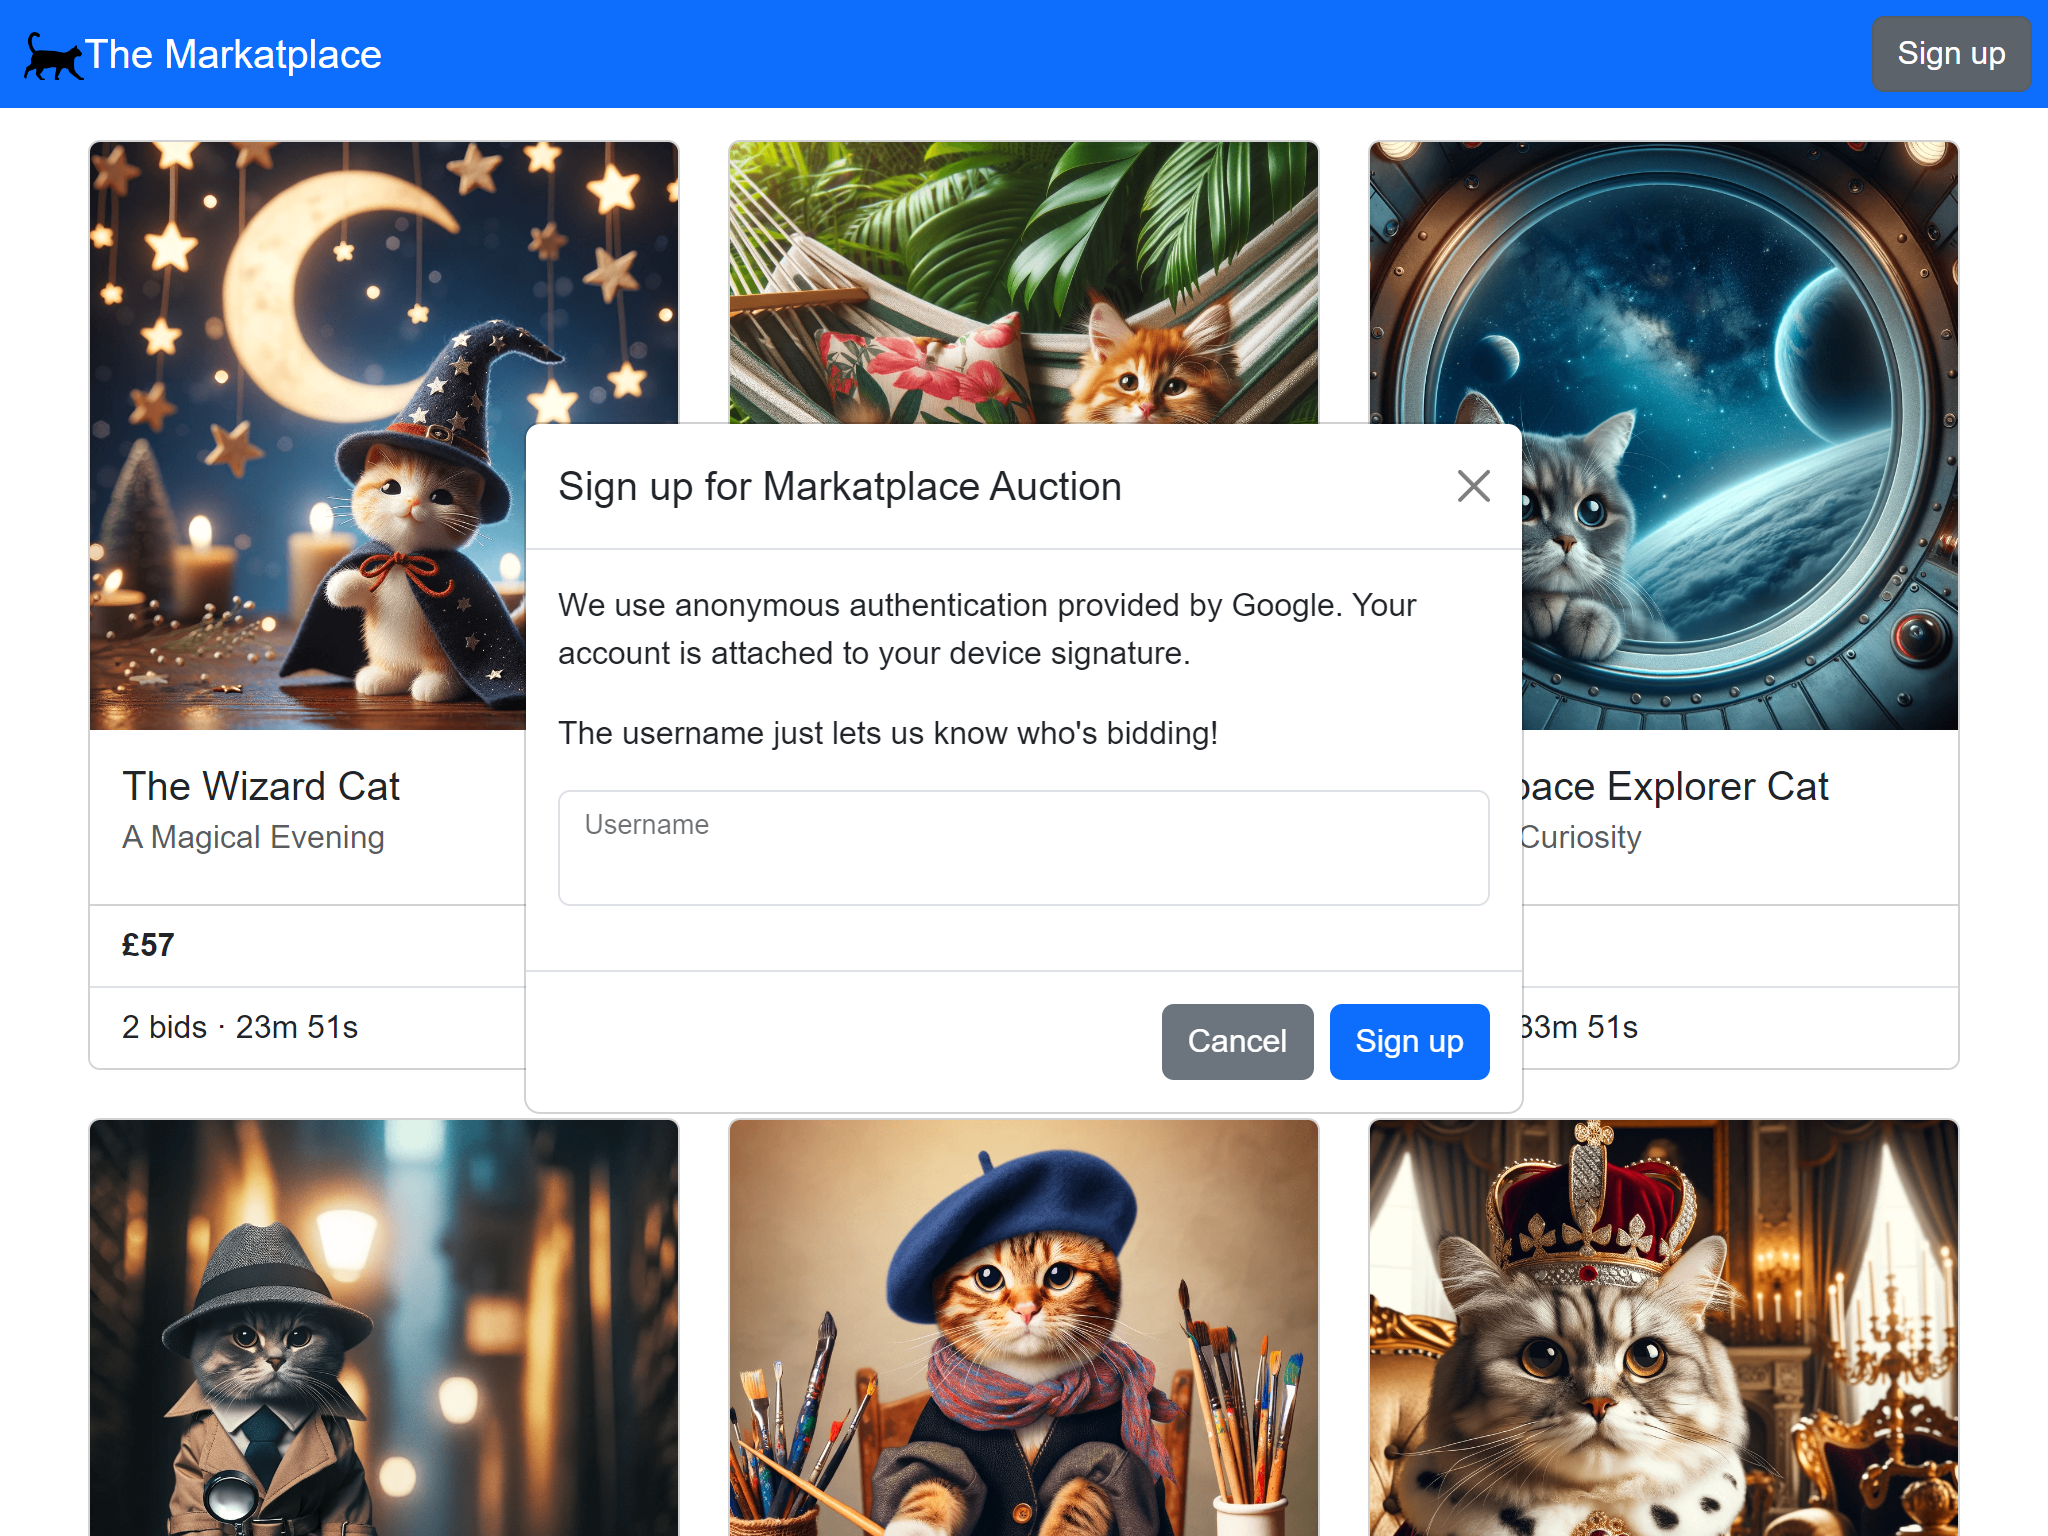 The Markatplace
Sign up
Sign up for Markatplace Auction
We use anonymous authentication provided by Google. Your
account is attached to your device signature.
The username just lets us know who's bidding!
Username
Cancel
Sign up
The Wizard Cat
A Magical Evening
£57
2 bids · 23m 51s
Explorer Cat
Curiosity
33m 51s